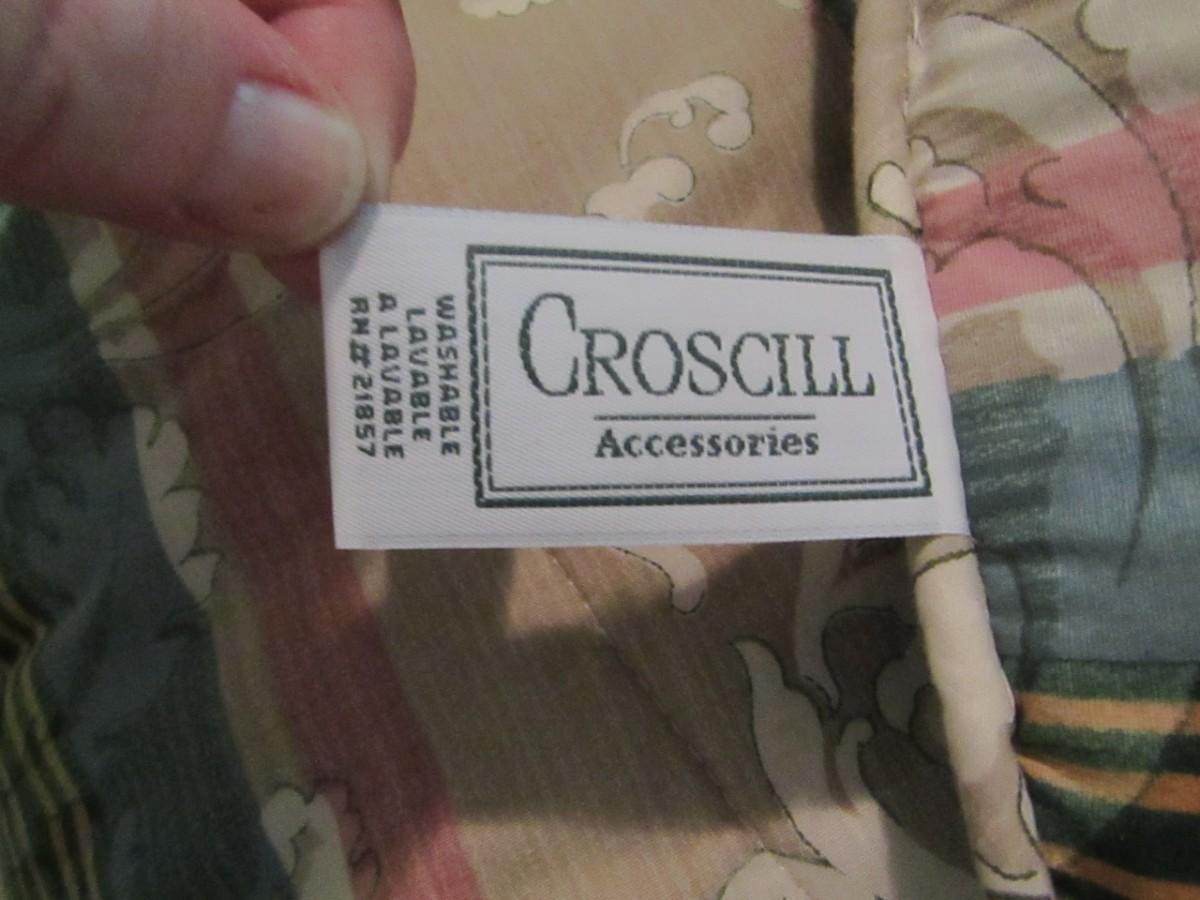 CROSCILL
Accessories
WASHABLE
LAVABLE
A LAVABLE
RN#21857